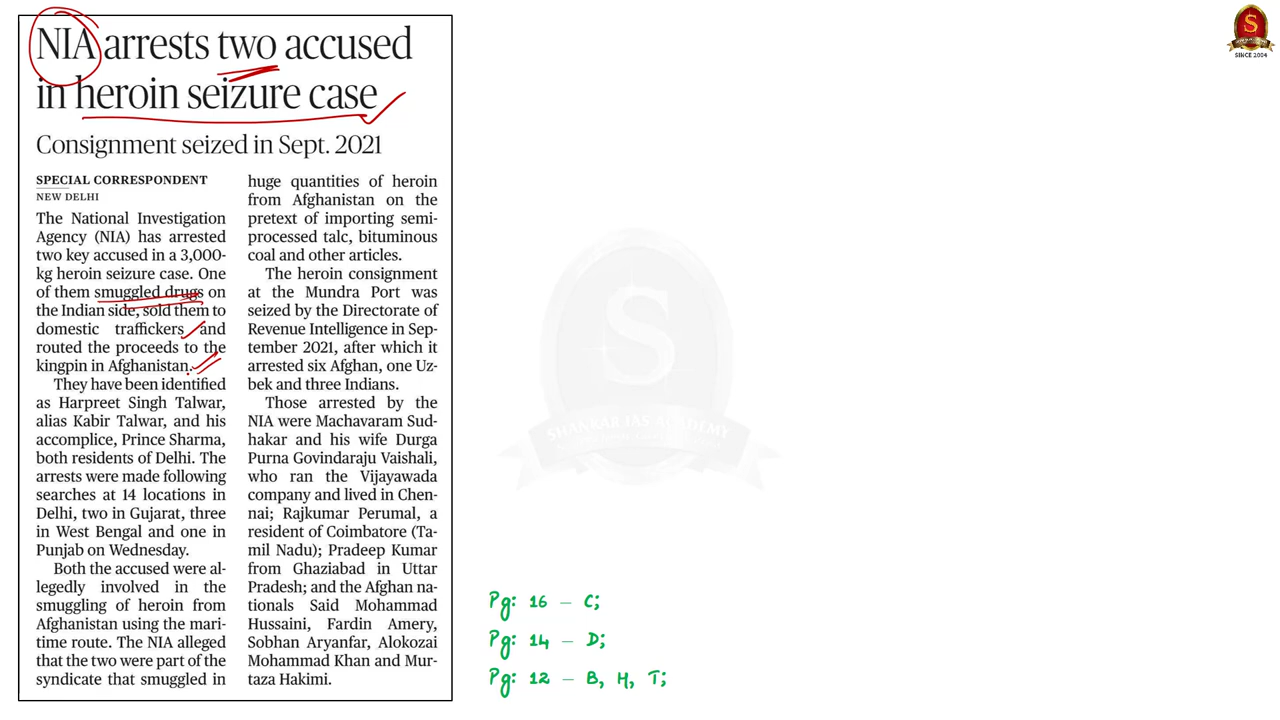 NIA arrests two accused
in heroin seizure case
Consignment seized in Sept. 2021
SPECIAL CORRESPONDENT
NEW DELHI
The National Investigation
Agency (NIA) has arrested
two key accused in a 3,000-
kg heroin seizure case. One
of them smuggled drugs on
the Indian side, sold them to
domestic traffickers and
routed the proceeds to the
kingpin in Afghanistan.
They have been identified
as Harpreet Singh Talwar,
alias Kabir Talwar, and his
accomplice, Prince Sharma,
both residents of Delhi. The
arrests were made following
searches at 14 locations in
Delhi, two in Gujarat, three
in West Bengal and one in
Punjab on Wednesday.
Both the accused were al-
legedly involved in the
smuggling of heroin from
Afghanistan using the mari-
time route. The NIA alleged
that the two were part of the
syndicate that smuggled in
huge quantities of heroin
from Afghanistan on the
pretext of importing semi-
processed talc, bituminous
coal and other articles.
The heroin consignment
at the Mundra Port was
seized by the Directorate of
Revenue Intelligence in Sep-
tember 2021, after which it
arrested six Afghan, one Uz-
bek and three Indians.
Those arrested by the
NIA were Machavaram Sud-
hakar and his wife Durga
Purna Govindaraju Vaishali,
who ran the Vijayawada
company and lived in Chen-
nai; Rajkumar Perumal, a
resident of Coimbatore (Ta-
mil Nadu); Pradeep Kumar
from Ghaziabad in Uttar
Pradesh; and the Afghan na-
tionals Said Mohammad
Hussaini, Fardin Amery,
Sobhan Aryanfar, Alokozai
Mohammad Khan and Mur-
taza Hakimi.
Pg: 16 – C;
Pg: 14 – D;
Pg: 12 – B, H, T;
S
SHANKAR IAS ACADEMY
S
SINCE 2004